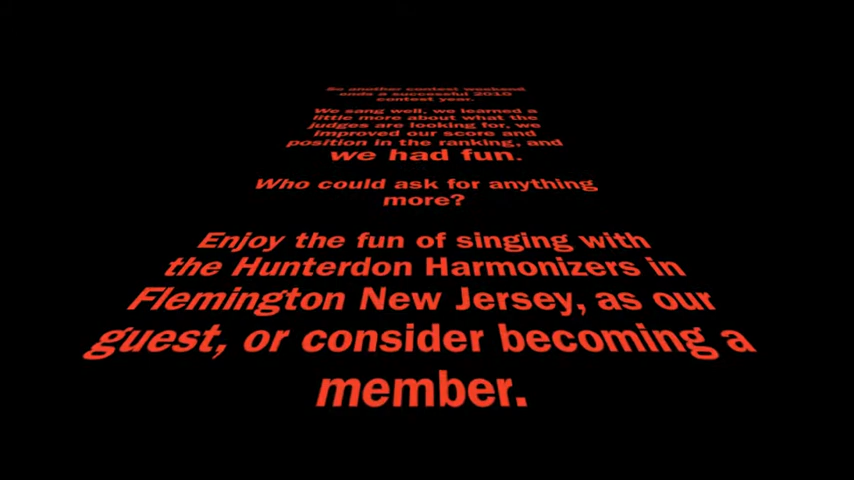 So another contest weekend
ends a successful 2010
contest year.
We sang well, we learned a
little more about what the
judges are looking for, we
improved our score and
position in the ranking, and
we had fun.
Who could ask for anything
more?
Enjoy the fun of singing with
the Hunterdon Harmonizers in
Flemington New Jersey, as our
guest, or consider becoming a
member.